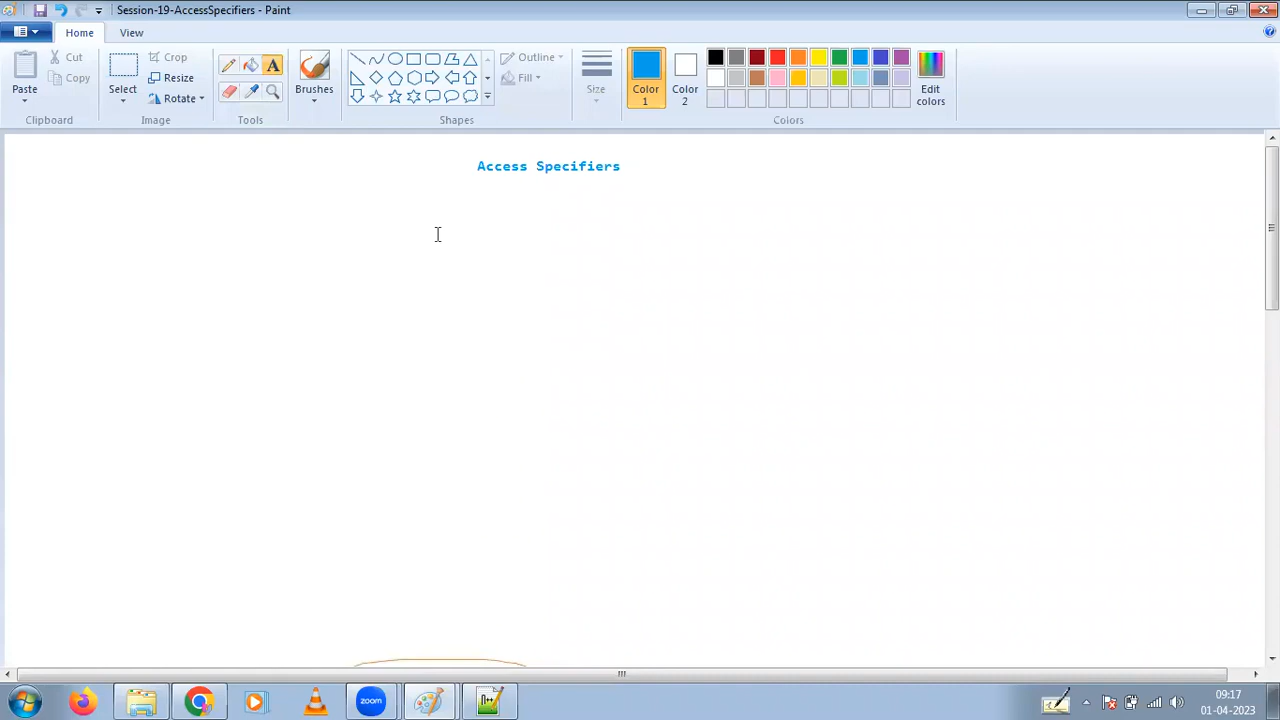 Session-19-AccessSpecifiers - Paint
Home
View
Paste
Cut
Copy
Clipboard
Select
Crop
Resize
Rotate
Image
A
Tools
Brushes
Outline
Fill
Shapes
Size
Color 1
Color 2
Edit colors
Colors
Access Specifiers
zoom
09:17
01-04-2023